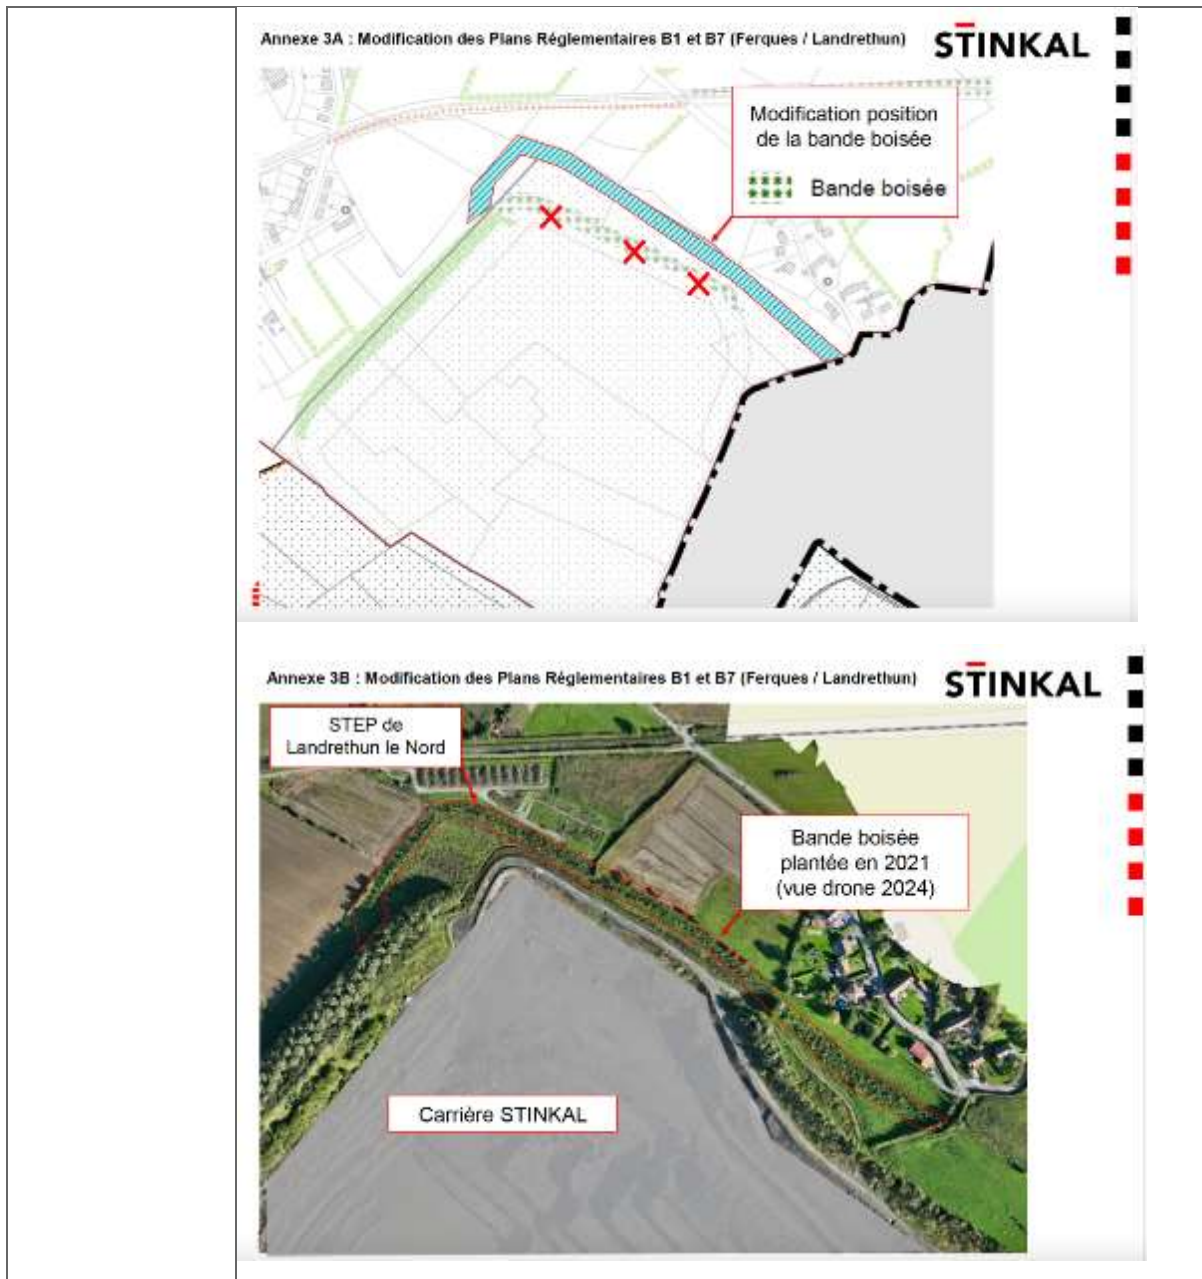 Annexe 3A : Modification des Plans Réglementaires B1 et B7 (Ferques / Landrethun)
STINKAL
Modification position
de la bande boisée
Bande boisée
Annexe 3B : Modification des Plans Réglementaires B1 et B7 (Ferques / Landrethun)
STINKAL
STEP de
Landrethun le Nord
Bande boisée
plantée en 2021
(vue drone 2024)
Carrière STINKAL